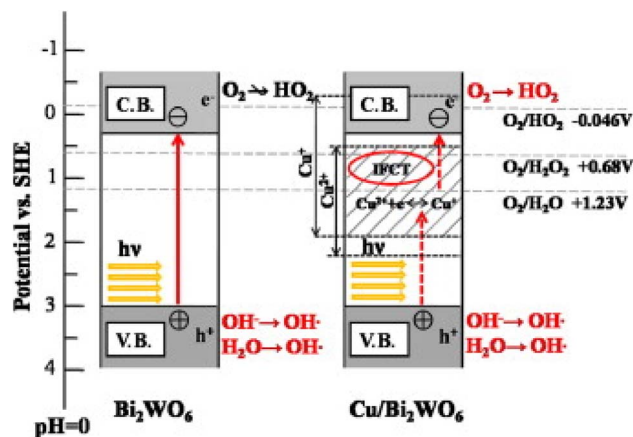 Potential vs. SHE
-1
0
1
2
3
4
pH=0
C.B.
e⁻
O₂ ↛ HO₂
hν
V.B.
h⁺
OH⁻→OH·
H₂O→OH·
Bi₂WO₆
Cu⁺
Cu²⁺
C.B.
e⁻
O₂→HO₂
IFCT
Cu²⁺+e↔Cu⁺
hν
V.B.
h⁺
OH⁻→OH·
H₂O→OH·
Cu/Bi₂WO₆
O₂/HO₂ -0.046V
O₂/H₂O₂ +0.68V
O₂/H₂O +1.23V